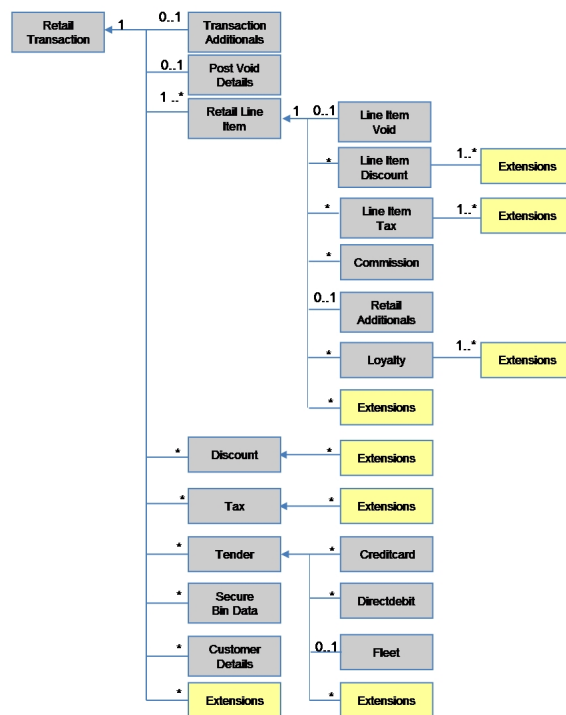 Retail
Transaction
1
0..1
Transaction
Additionals
0..1
Post Void
Details
1 ..*
Retail Line
Item
1
0..1
Line Item
Void
*
Line Item
Discount
1..*
Extensions
*
Line Item
Tax
1..*
Extensions
*
Commission
0..1
Retail
Additionals
*
Loyalty
1..*
Extensions
*
Extensions
*
Discount
*
Extensions
*
Tax
*
Extensions
*
Tender
*
Creditcard
*
Secure
Bin Data
*
Directdebit
*
Customer
Details
0..1
Fleet
*
Extensions
*
Extensions